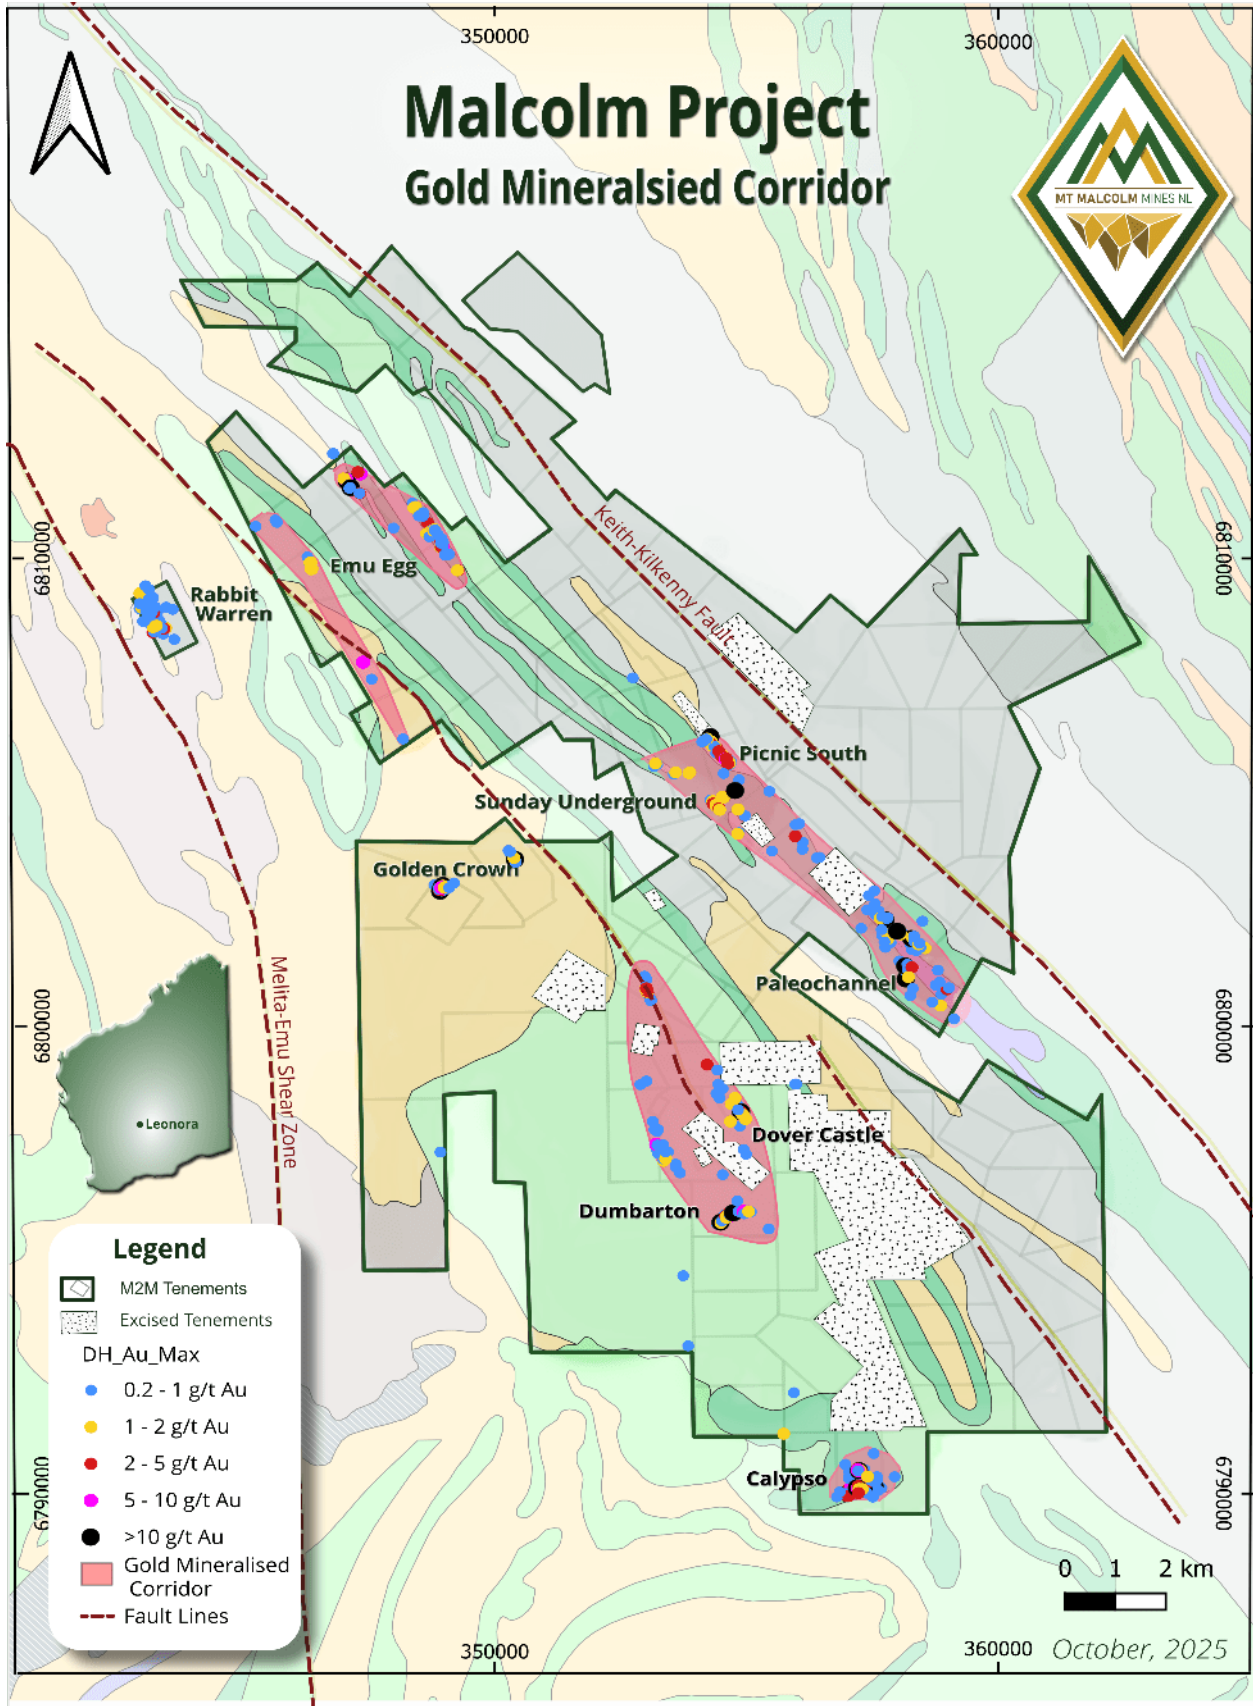 350000
360000
Malcolm Project
Gold Mineralsied Corridor
MT MALCOLM MINES NL
Keith-Kilkenny Fault
6810000
6810000
Emu Egg
Rabbit
Warren
Picnic South
Sunday Underground
Golden Crown
Paleochannel
Melita-Emu Shear Zone
6800000
6800000
Leonora
Dover Castle
Dumbarton
Calypso
6790000
6790000
Legend
M2M Tenements
Excised Tenements
DH_Au_Max
0.2 - 1 g/t Au
1 - 2 g/t Au
2 - 5 g/t Au
5 - 10 g/t Au
>10 g/t Au
Gold Mineralised
Corridor
Fault Lines
0 1 2 km
350000
360000
October, 2025